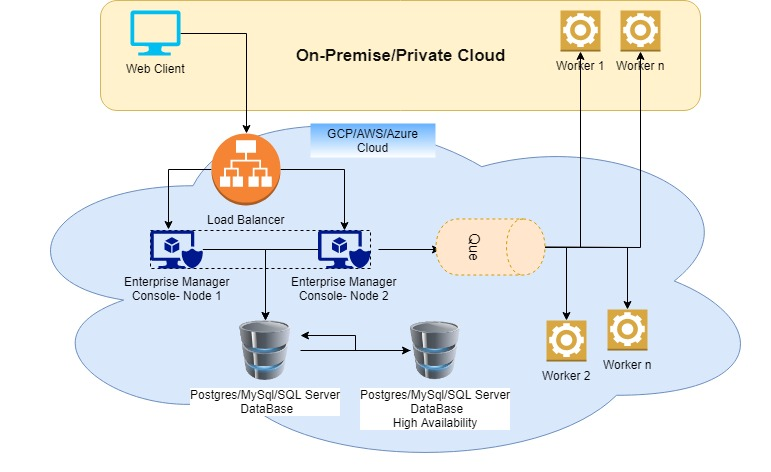 On-Premise/Private Cloud
Web Client
Worker 1
Worker n
GCP/AWS/Azure
Cloud
Load Balancer
Que
Enterprise Manager
Console- Node 1
Enterprise Manager
Console- Node 2
Worker 2
Worker n
Postgres/MySql/SQL Server
DataBase
Postgres/MySql/SQL Server
DataBase
High Availability